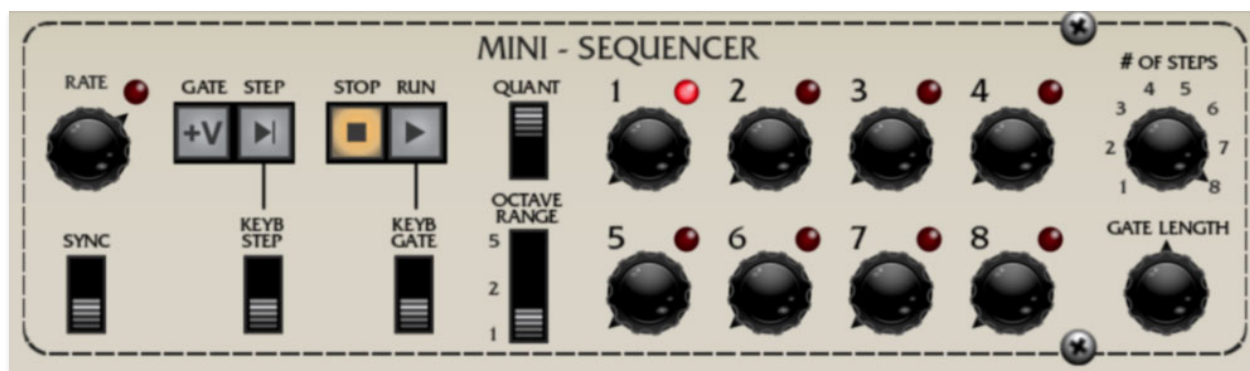 MINI - SEQUENCER
RATE
GATE STEP
+V
STOP RUN
QUANT
1 2 3 4
# OF STEPS
1 2 3 4 5 6 7 8
SYNC
KEYB
STEP
KEYB
GATE
OCTAVE
RANGE
5
2
1
5 6 7 8
GATE LENGTH